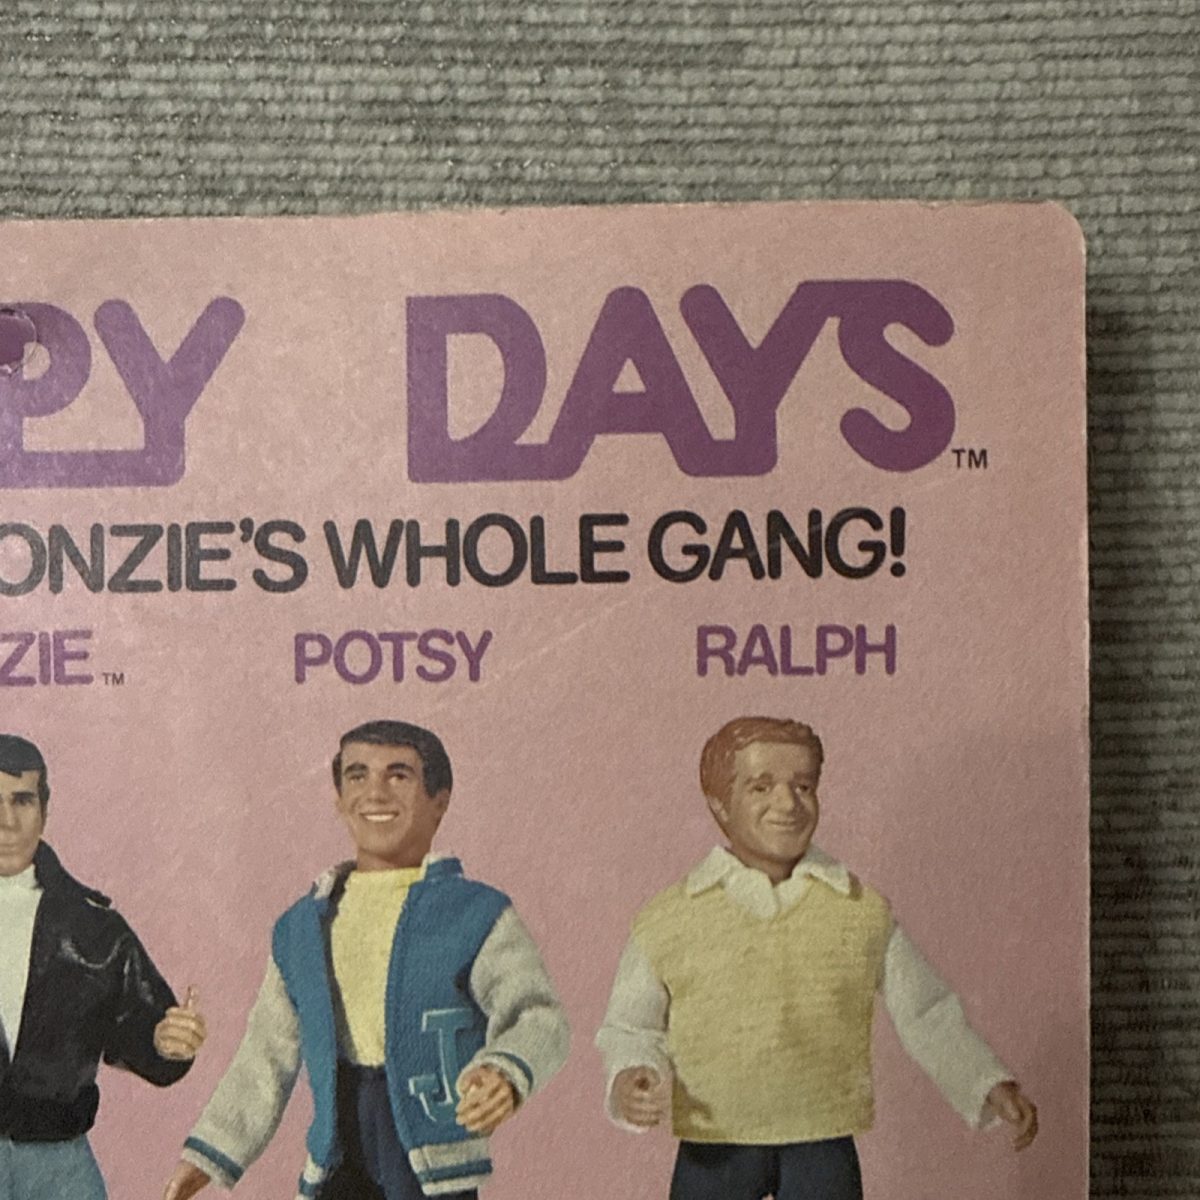 PY DAYS™
ONZIE'S WHOLE GANG!
ZIE™ POTSY RALPH
J